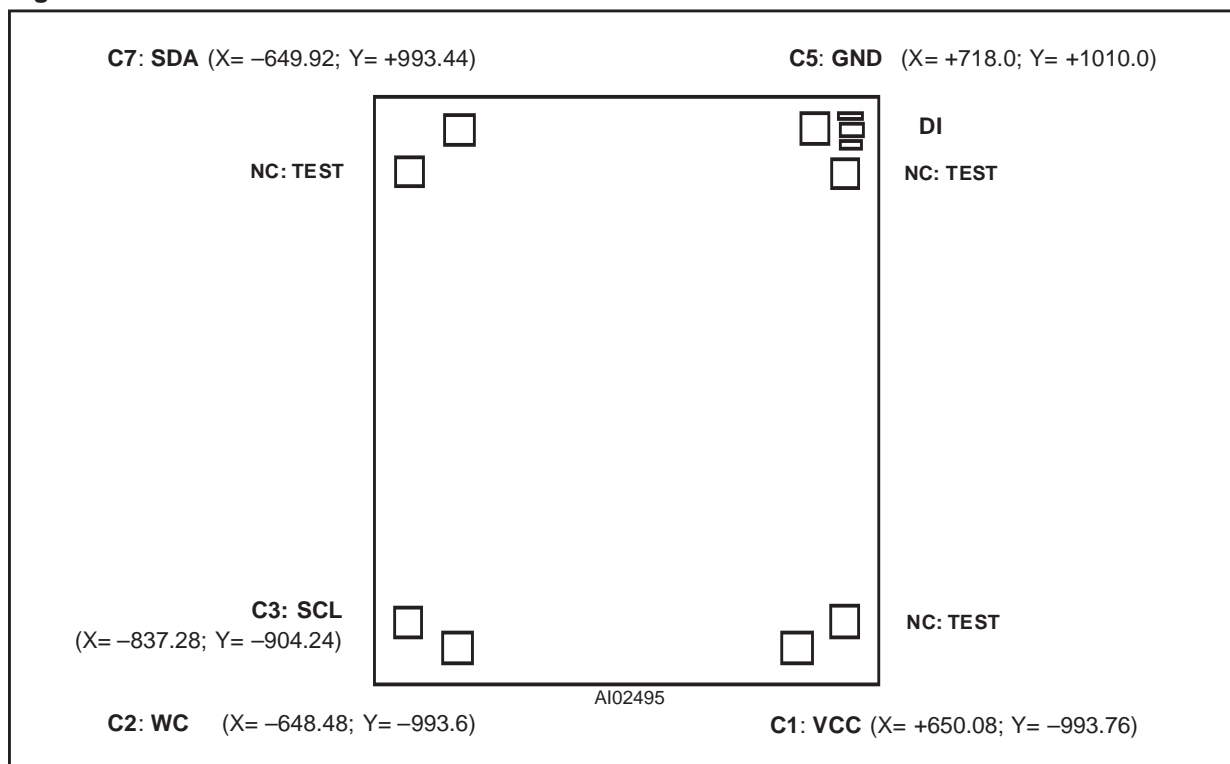 C7: SDA (X= –649.92; Y= +993.44)
C5: GND (X= +718.0; Y= +1010.0)
DI
NC: TEST
NC: TEST
C3: SCL
(X= –837.28; Y= –904.24)
NC: TEST
AI02495
C2: WC (X= –648.48; Y= –993.6)
C1: VCC (X= +650.08; Y= –993.76)